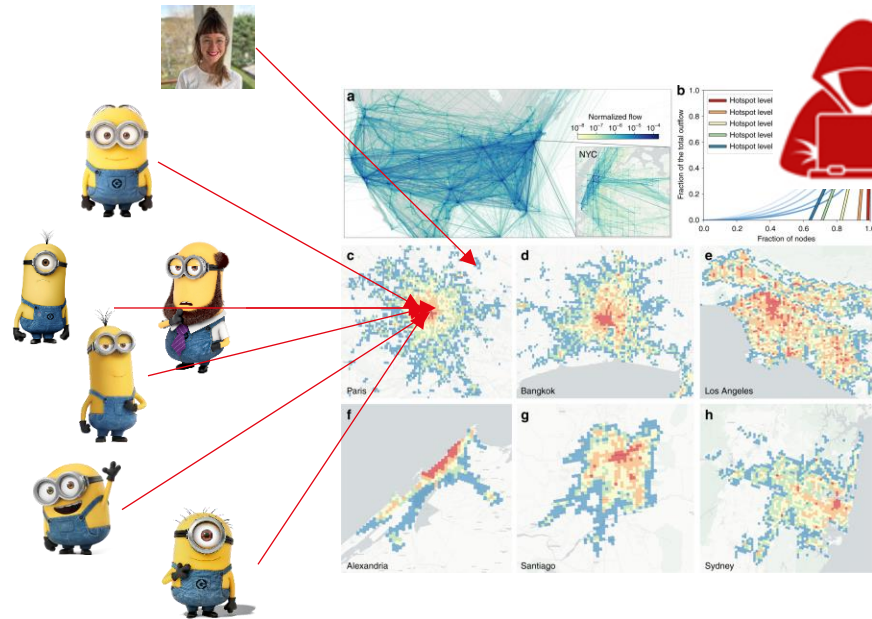 a
Normalized flow
10⁻⁸ 10⁻⁷ 10⁻⁶ 10⁻⁵ 10⁻⁴
NYC
b
Fraction of the total outflow
1.0
0.8
0.6
0.4
0.2
0.0
Hotspot level
Hotspot level
Hotspot level
Hotspot level
Hotspot level
0.0 0.2 0.4 0.6 0.8 1.0
Fraction of nodes
c
Paris
d
Bangkok
e
Los Angeles
f
Alexandria
g
Santiago
h
Sydney